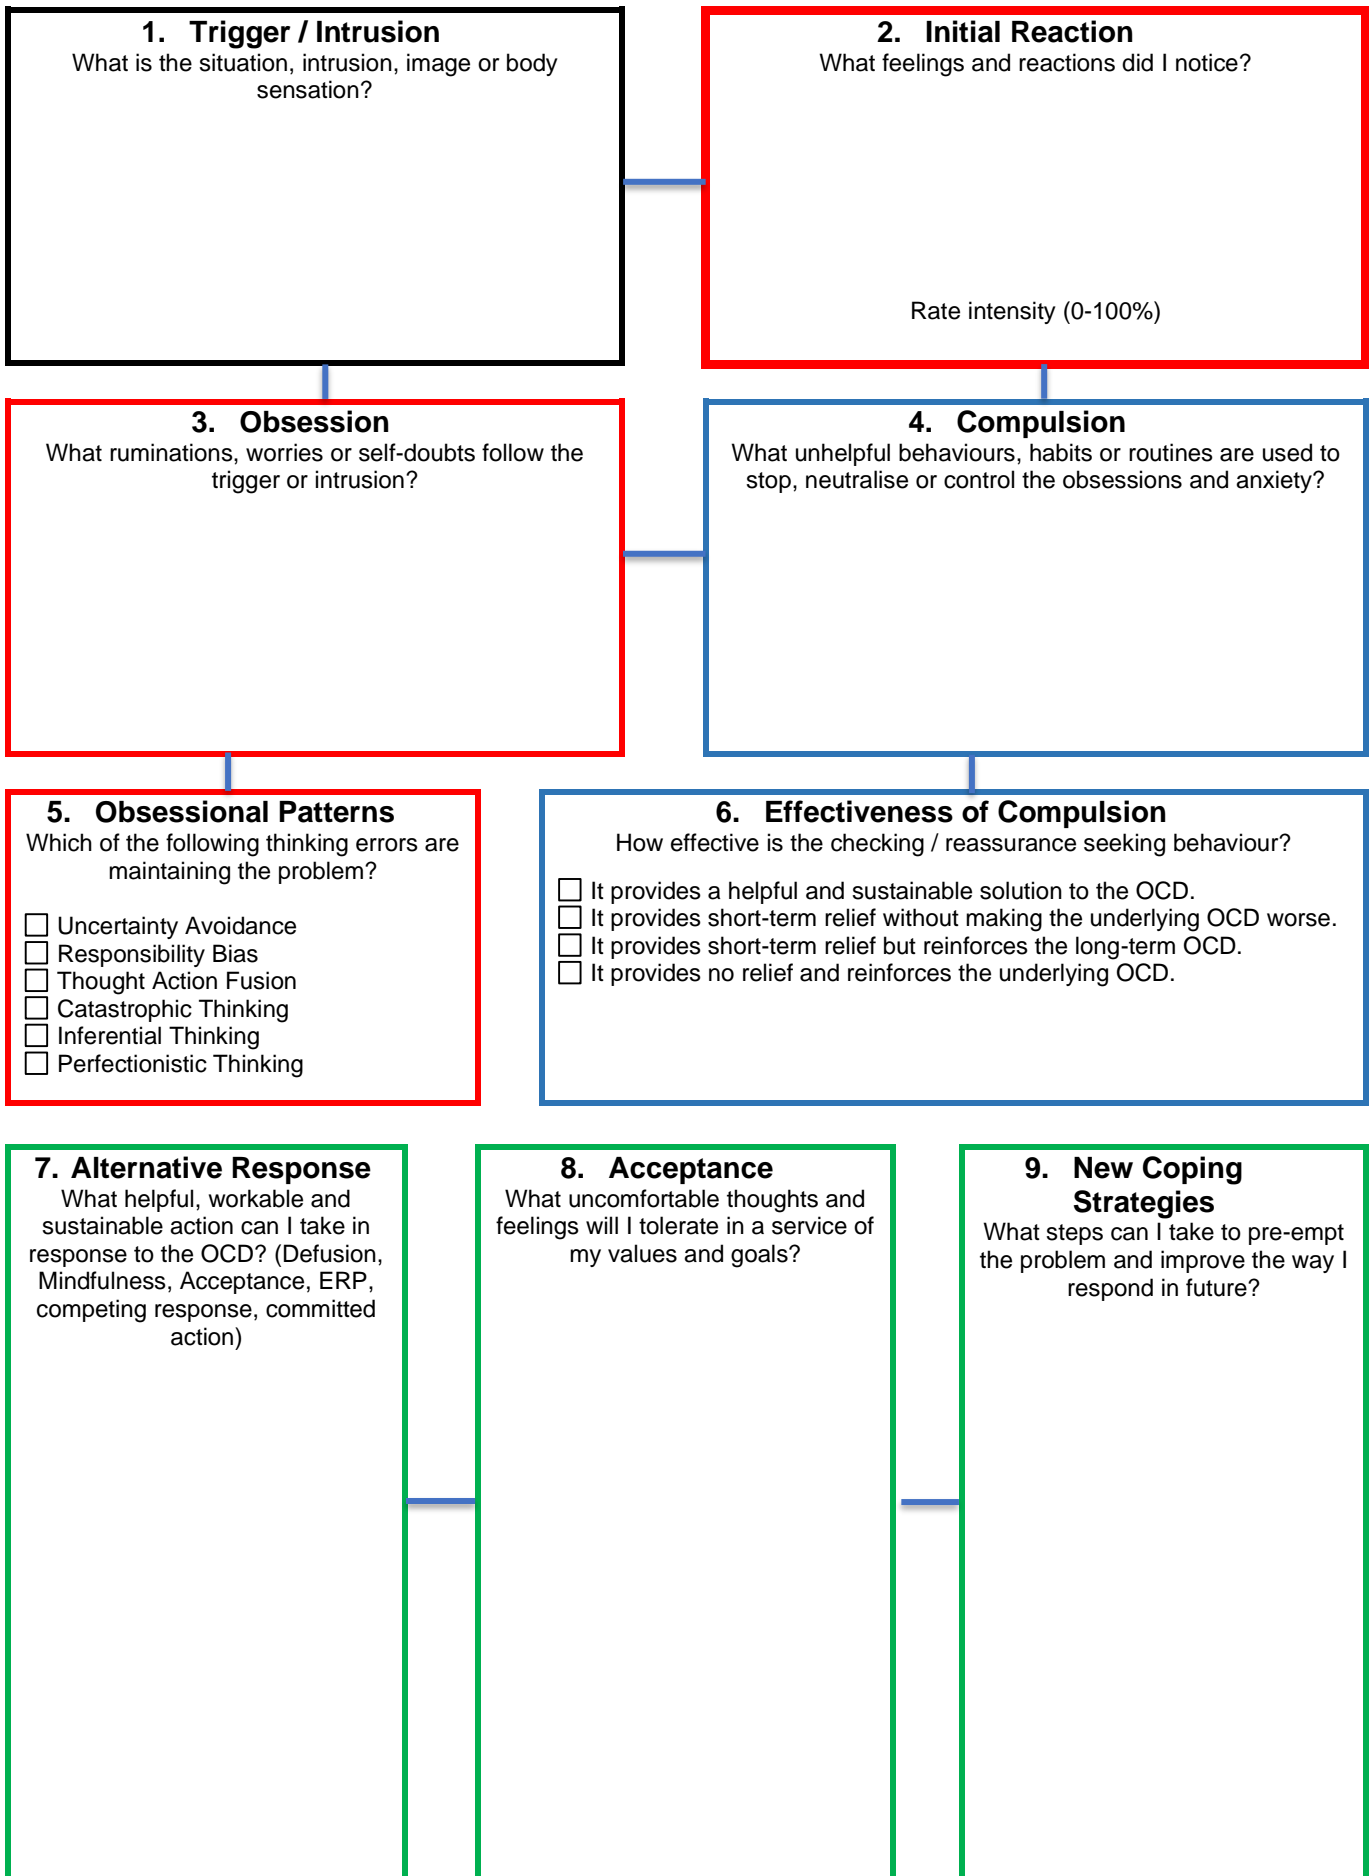 1. Trigger / Intrusion
What is the situation, intrusion, image or body
sensation?
2. Initial Reaction
What feelings and reactions did I notice?
Rate intensity (0-100%)
3. Obsession
What ruminations, worries or self-doubts follow the
trigger or intrusion?
4. Compulsion
What unhelpful behaviours, habits or routines are used to
stop, neutralise or control the obsessions and anxiety?
5. Obsessional Patterns
Which of the following thinking errors are
maintaining the problem?
☐ Uncertainty Avoidance
☐ Responsibility Bias
☐ Thought Action Fusion
☐ Catastrophic Thinking
☐ Inferential Thinking
☐ Perfectionistic Thinking
6. Effectiveness of Compulsion
How effective is the checking / reassurance seeking behaviour?
☐ It provides a helpful and sustainable solution to the OCD.
☐ It provides short-term relief without making the underlying OCD worse.
☐ It provides short-term relief but reinforces the long-term OCD.
☐ It provides no relief and reinforces the underlying OCD.
7. Alternative Response
What helpful, workable and
sustainable action can I take in
response to the OCD? (Defusion,
Mindfulness, Acceptance, ERP,
competing response, committed
action)
8. Acceptance
What uncomfortable thoughts and
feelings will I tolerate in a service of
my values and goals?
9. New Coping
Strategies
What steps can I take to pre-empt
the problem and improve the way I
respond in future?